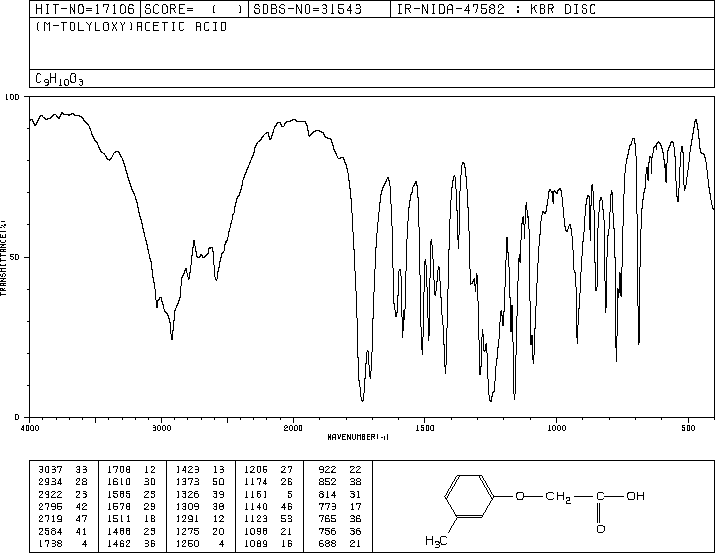 HIT-NO=17106 SCORE= ( ) SDBS-NO=31543 IR-NIDA-47582 : KBR DISC
(M-TOLYLOXY)ACETIC ACID
C9H10O3
100
50
0
TRANSMITTANCE(%)
4000 3000 2000 1500 1000 500
WAVENUMBER(-1)
3037 33 1708 12 1423 13 1206 27 922 22
2934 28 1610 30 1373 50 1174 26 852 38
2922 23 1585 25 1326 39 1161 5 814 31
2795 42 1578 29 1309 38 1140 46 773 17
2719 47 1511 18 1291 12 1123 53 765 36
2584 41 1488 23 1275 20 1098 21 756 36
1738 4 1462 36 1250 4 1089 16 688 21
O CH2 C OH
O
H3C